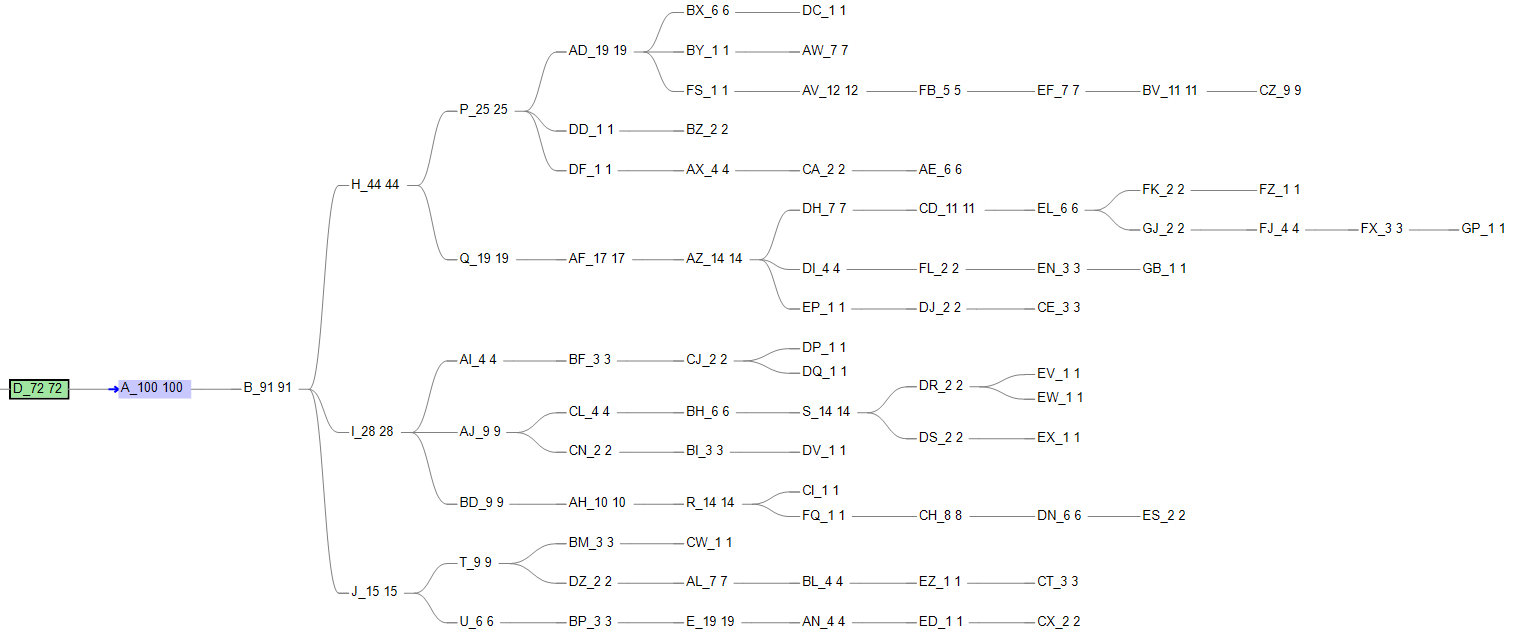 BX_6 6 DC_1 1
AD_19 19 BY_1 1 AW_7 7
FS_1 1 AV_12 12 FB_5 5 EF_7 7 BV_11 11 CZ_9 9
P_25 25
DD_1 1 BZ_2 2
DF_1 1 AX_4 4 CA_2 2 AE_6 6
H_44 44 FK_2 2 FZ_1 1
DH_7 7 CD_11 11 EL_6 6
GJ_2 2 FJ_4 4 FX_3 3 GP_1 1
Q_19 19 AF_17 17 AZ_14 14
DI_4 4 FL_2 2 EN_3 3 GB_1 1
EP_1 1 DJ_2 2 CE_3 3
DP_1 1
AI_4 4 BF_3 3 CJ_2 2
DQ_1 1 EV_1 1
D_72 72 A_100 100 B_91 91 DR_2 2
EW_1 1
CL_4 4 BH_6 6 S_14 14
I_28 28 AJ_9 9
DS_2 2 EX_1 1
CN_2 2 BI_3 3 DV_1 1
CI_1 1
BD_9 9 AH_10 10 R_14 14
FQ_1 1 CH_8 8 DN_6 6 ES_2 2
BM_3 3 CW_1 1
T_9 9
DZ_2 2 AL_7 7 BL_4 4 EZ_1 1 CT_3 3
J_15 15
U_6 6 BP_3 3 E_19 19 AN_4 4 ED_1 1 CX_2 2